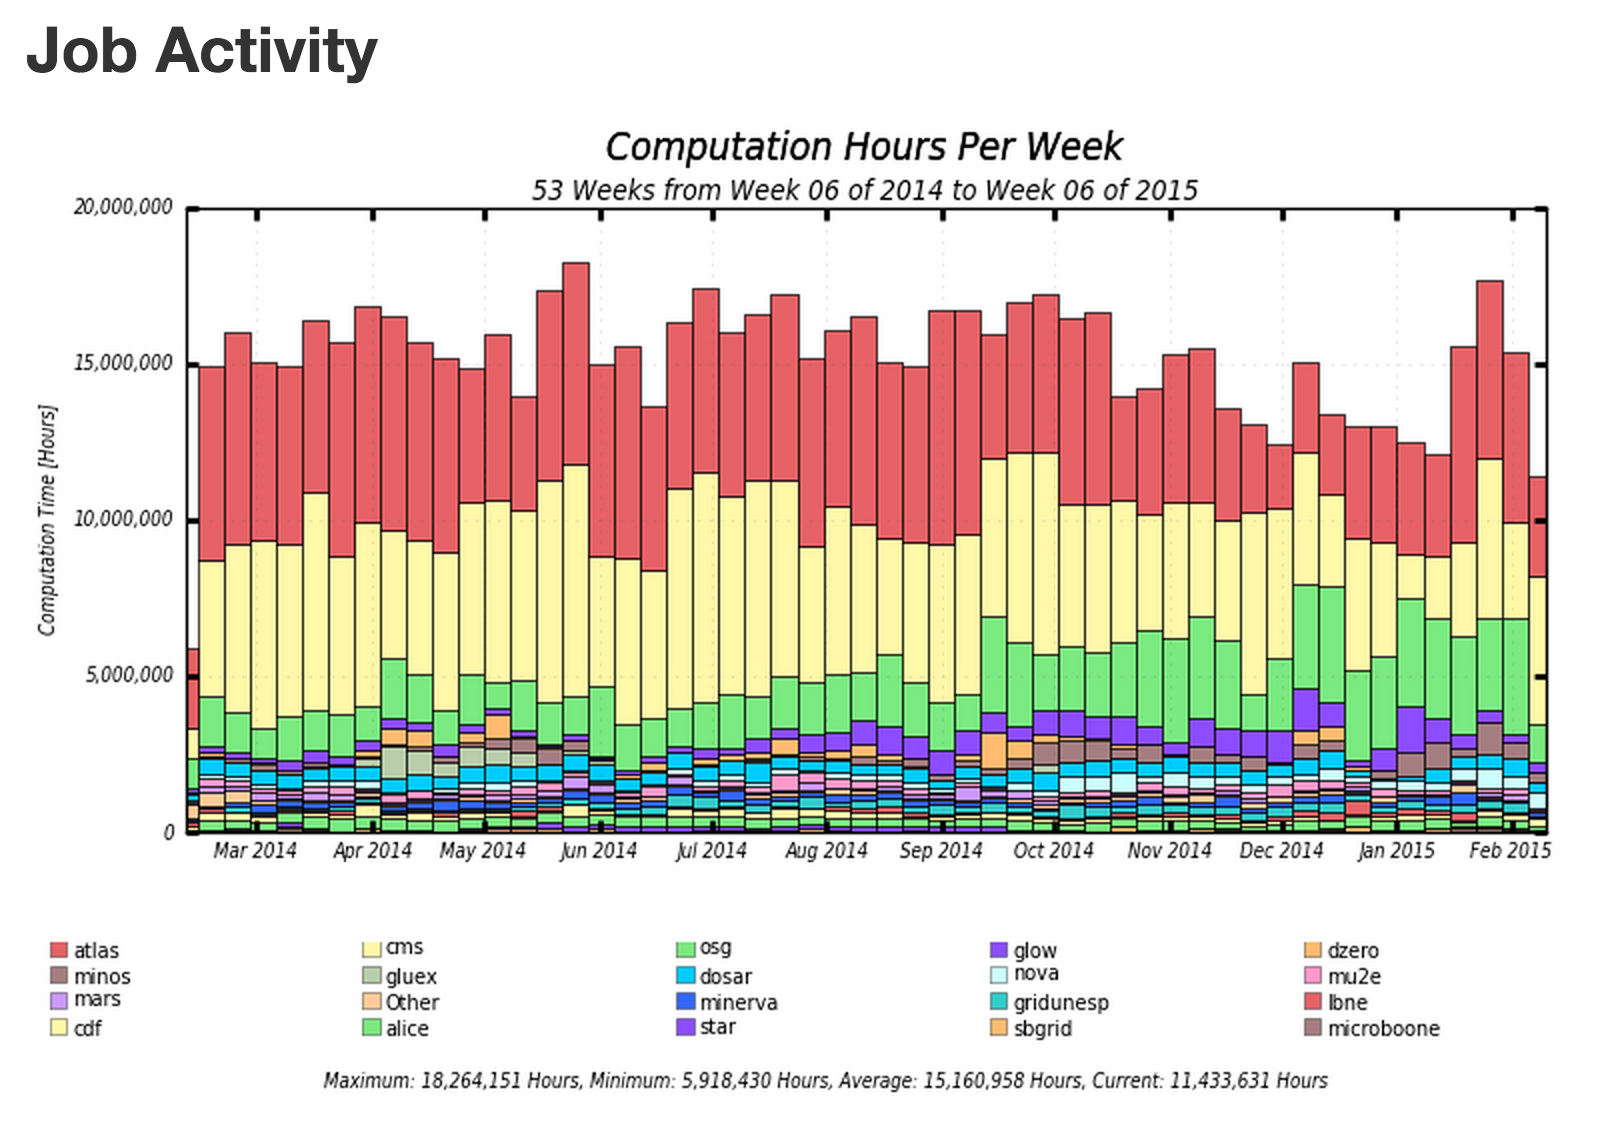 Job Activity
Computation Hours Per Week
53 Weeks from Week 06 of 2014 to Week 06 of 2015
20,000,000
15,000,000
10,000,000
5,000,000
0
Computation Time [Hours]
Mar 2014 Apr 2014 May 2014 Jun 2014 Jul 2014 Aug 2014 Sep 2014 Oct 2014 Nov 2014 Dec 2014 Jan 2015 Feb 2015
atlas cms osg glow dzero
minos gluex dosar nova mu2e
mars Other minerva gridunesp lbne
cdf alice star sbgrid microboone
Maximum: 18,264,151 Hours, Minimum: 5,918,430 Hours, Average: 15,160,958 Hours, Current: 11,433,631 Hours